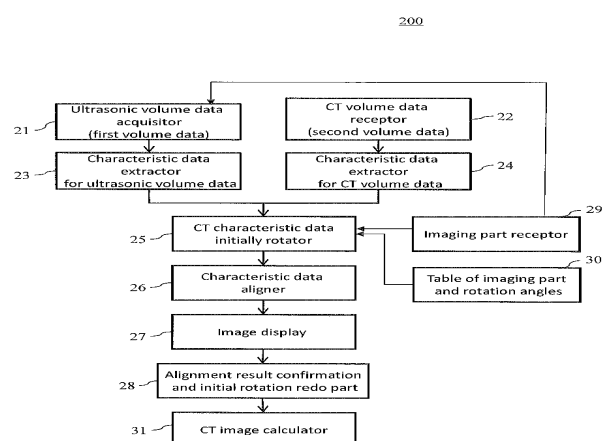 200
Ultrasonic volume data
acquisitor
(first volume data)
21
CT volume data
receptor
(second volume data)
22
Characteristic data
extractor
for ultrasonic volume data
23
Characteristic data
extractor
for CT volume data
24
CT characteristic data
initially rotator
25
Imaging part receptor
29
Characteristic data
aligner
26
Table of imaging part
and rotation angles
30
Image display
27
Alignment result confirmation
and initial rotation redo part
28
CT image calculator
31